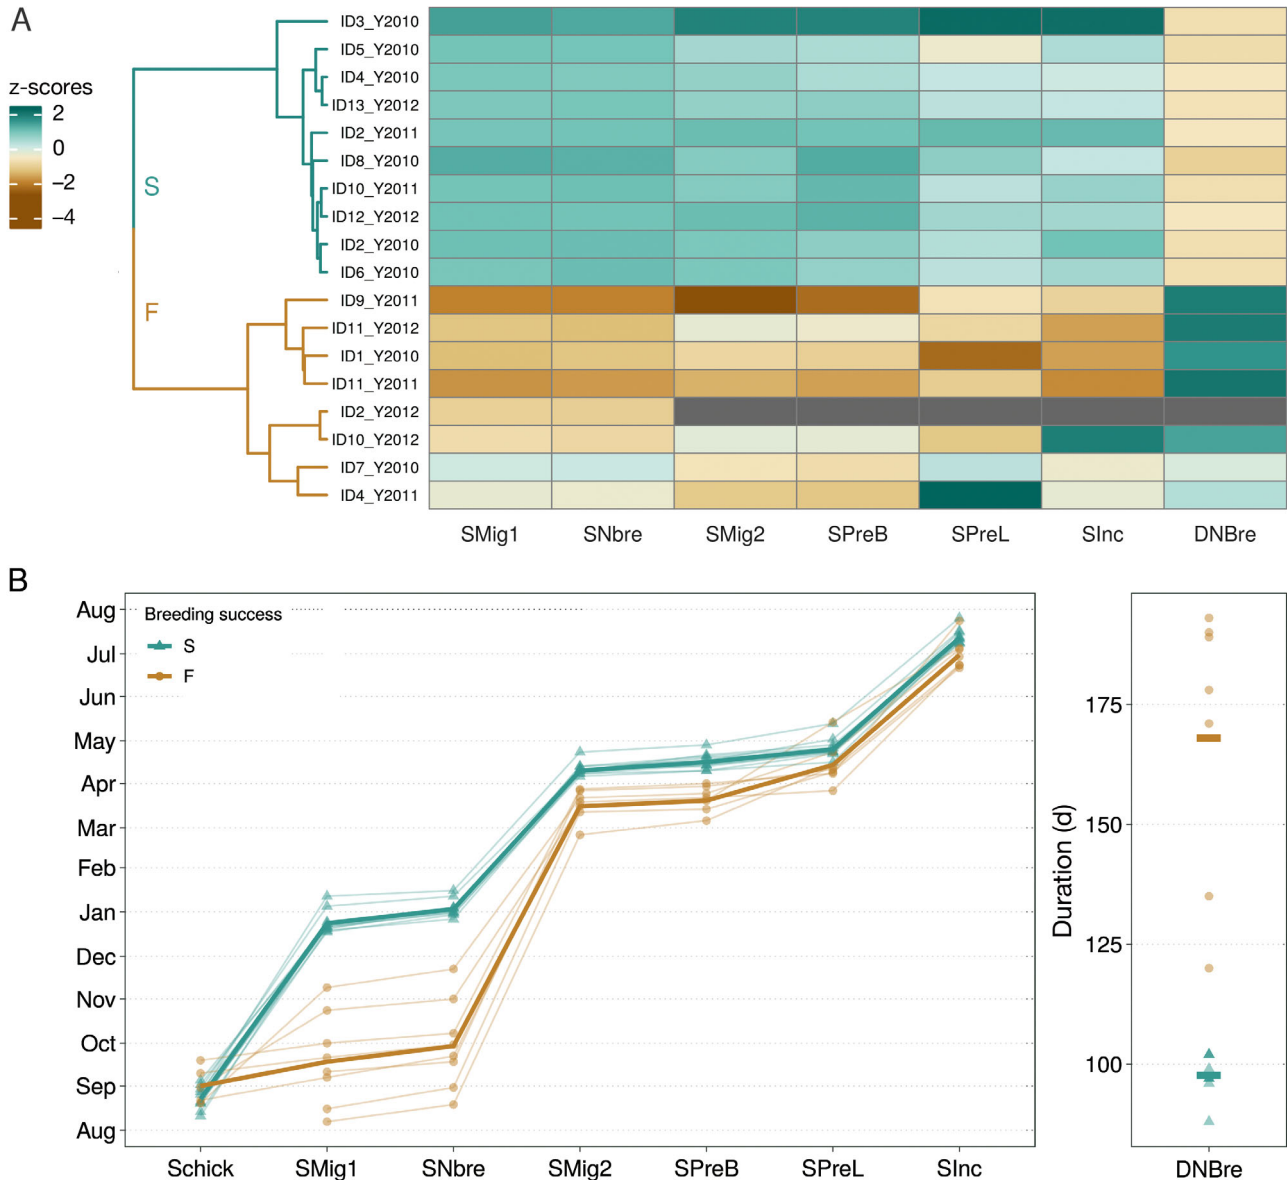 A
z-scores
2
0
−2
−4
S
F
ID3_Y2010
ID5_Y2010
ID4_Y2010
ID13_Y2012
ID2_Y2011
ID8_Y2010
ID10_Y2011
ID12_Y2012
ID2_Y2010
ID6_Y2010
ID9_Y2011
ID11_Y2012
ID1_Y2010
ID11_Y2011
ID2_Y2012
ID10_Y2012
ID7_Y2010
ID4_Y2011
SMig1 SNbre SMig2 SPreB SPreL SInc DNBre
B
Breeding success
S
F
Aug
Jul
Jun
May
Apr
Mar
Feb
Jan
Dec
Nov
Oct
Sep
Aug
Schick SMig1 SNbre SMig2 SPreB SPreL SInc
Duration (d)
175
150
125
100
DNBre